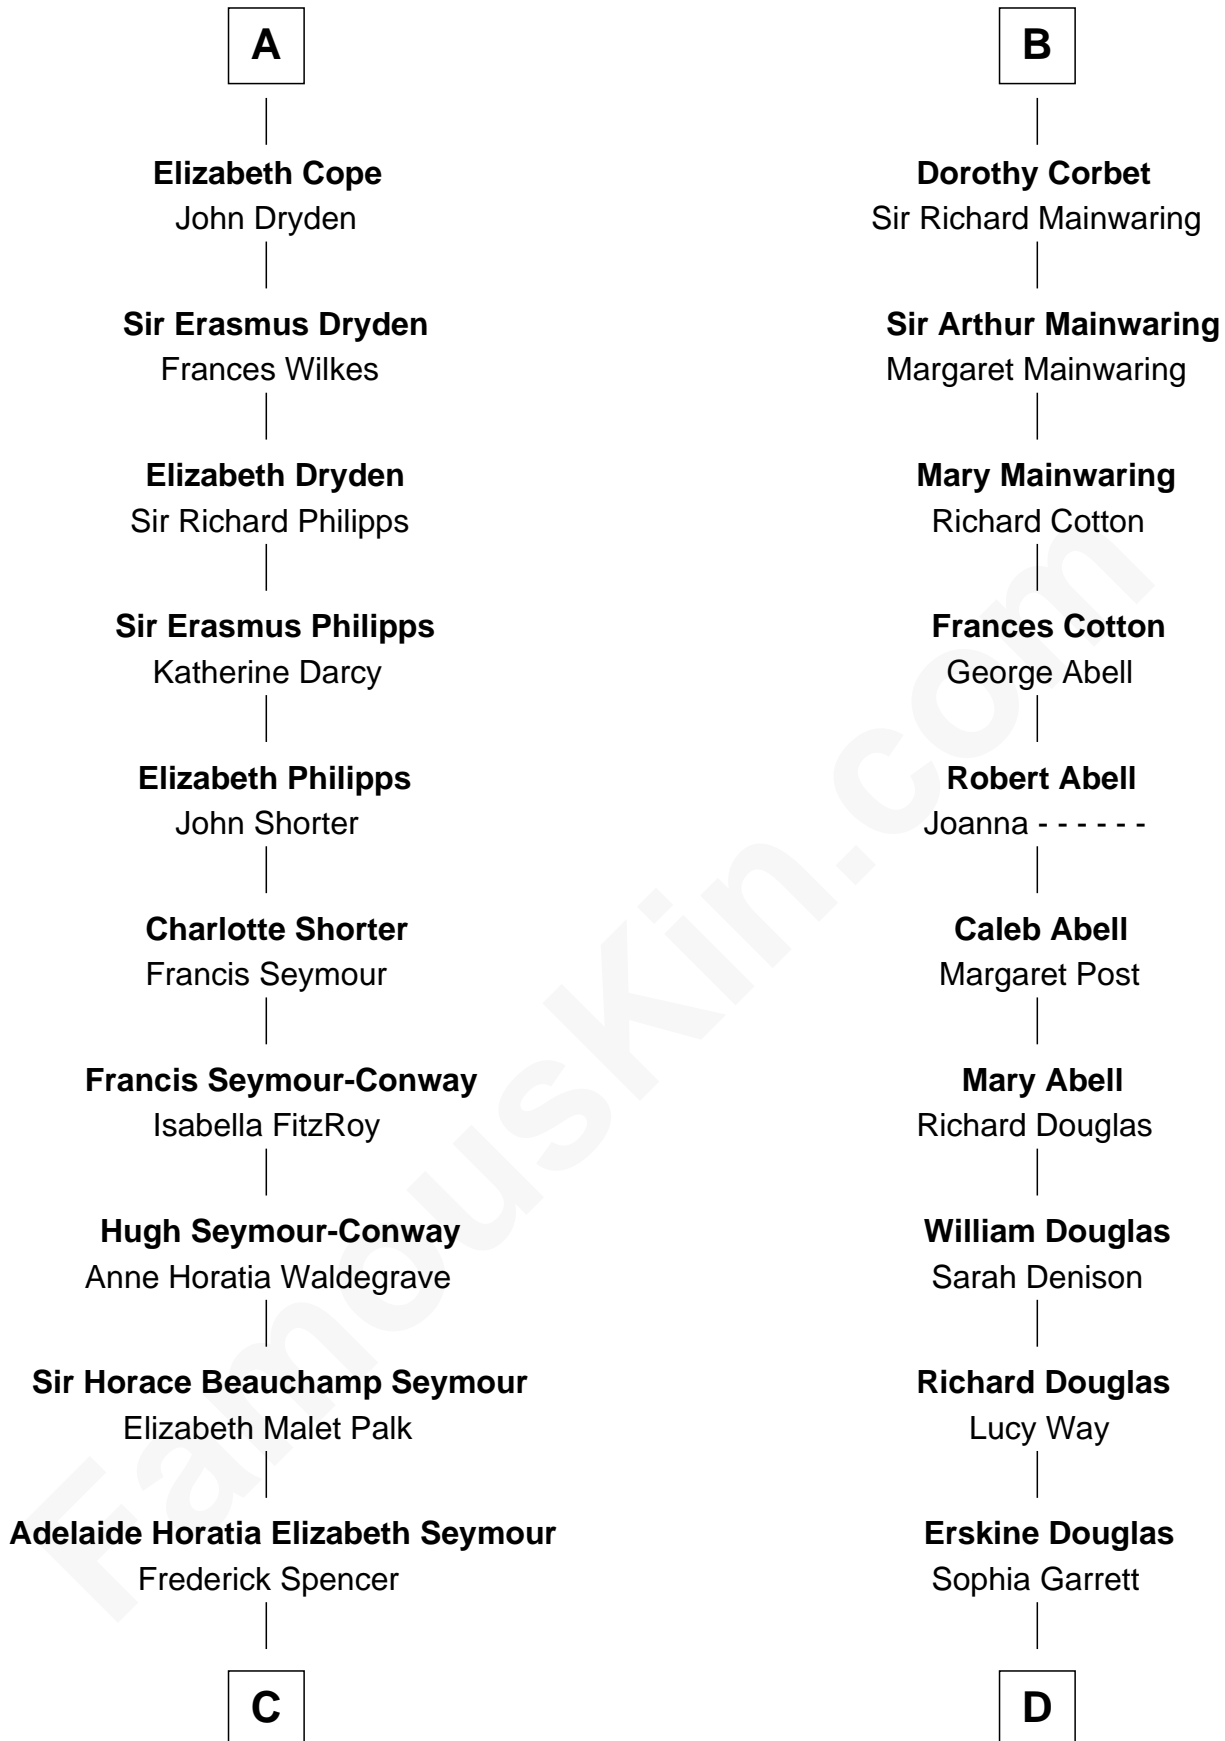 A
Elizabeth Cope
John Dryden
Sir Erasmus Dryden
Frances Wilkes
Elizabeth Dryden
Sir Richard Philipps
Sir Erasmus Philipps
Katherine Darcy
Elizabeth Philipps
John Shorter
Charlotte Shorter
Francis Seymour
Francis Seymour-Conway
Isabella FitzRoy
Hugh Seymour-Conway
Anne Horatia Waldegrave
Sir Horace Beauchamp Seymour
Elizabeth Malet Palk
Adelaide Horatia Elizabeth Seymour
Frederick Spencer
C
B
Dorothy Corbet
Sir Richard Mainwaring
Sir Arthur Mainwaring
Margaret Mainwaring
Mary Mainwaring
Richard Cotton
Frances Cotton
George Abell
Robert Abell
Joanna - - - - - -
Caleb Abell
Margaret Post
Mary Abell
Richard Douglas
William Douglas
Sarah Denison
Richard Douglas
Lucy Way
Erskine Douglas
Sophia Garrett
D
FamousKin.com